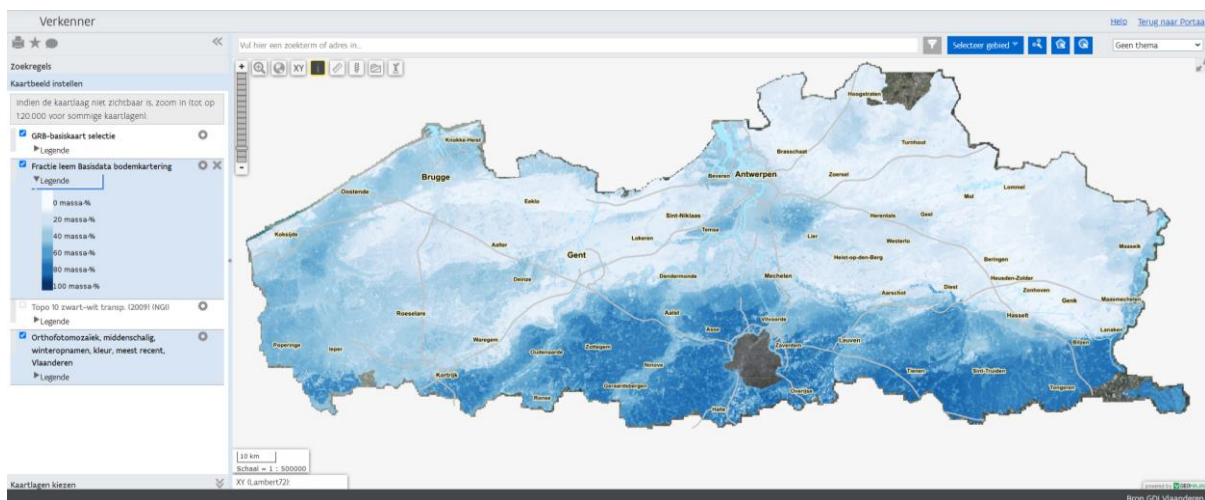 Verkenner
Help Terug naar Portaa
Vul hier een zoekterm of adres in...
Selecteer gebied
Geen thema
Zoekregels
Kaartbeeld instellen
Indien de kaartlaag niet zichtbaar is, zoom in (tot op
1:20.000 voor sommige kaartlagen).
GRB-basiskaart selectie
Legende
Fractie leem Basisdata bodemkartering
Legende
0 massa-%
20 massa-%
40 massa-%
60 massa-%
80 massa-%
100 massa-%
Topo 10 zwart-wit transp. (2009) (NGI)
Legende
Orthofotomozaïek, middenschalig,
winteropnamen, kleur, meest recent,
Vlaanderen
Legende
Kaartlagen kiezen
XY
i
Hoogstraten
Knokke-Heist
Brasschaat
Turnhout
Brugge
Beveren
Antwerpen
Zoersel
Oostende
Mol
Lommel
Eeklo
Sint-Niklaas
Herentals
Geel
Koksijde
Temse
Lier
Lokeren
Westerlo
Maaseik
Aalter
Gent
Heist-op-den-Berg
Beringen
Deinze
Dendermonde
Mechelen
Heusden-Zolder
Aarschot
Diest
Zonhoven
Genk
Maasmechelen
Roeselare
Aalst
Vilvoorde
Hasselt
Asse
Lanaken
Waregem
Leuven
Bilzen
Poperinge
Ieper
Oudenaarde
Zottegem
Zaventem
Ninove
Tienen
Sint-Truiden
Kortrijk
Geraardsbergen
Overijse
Tongeren
Ronse
Halle
10 km
Schaal = 1 : 500000
XY (Lambert72):
powered by GEOMAJAS
Bron GDI Vlaanderen